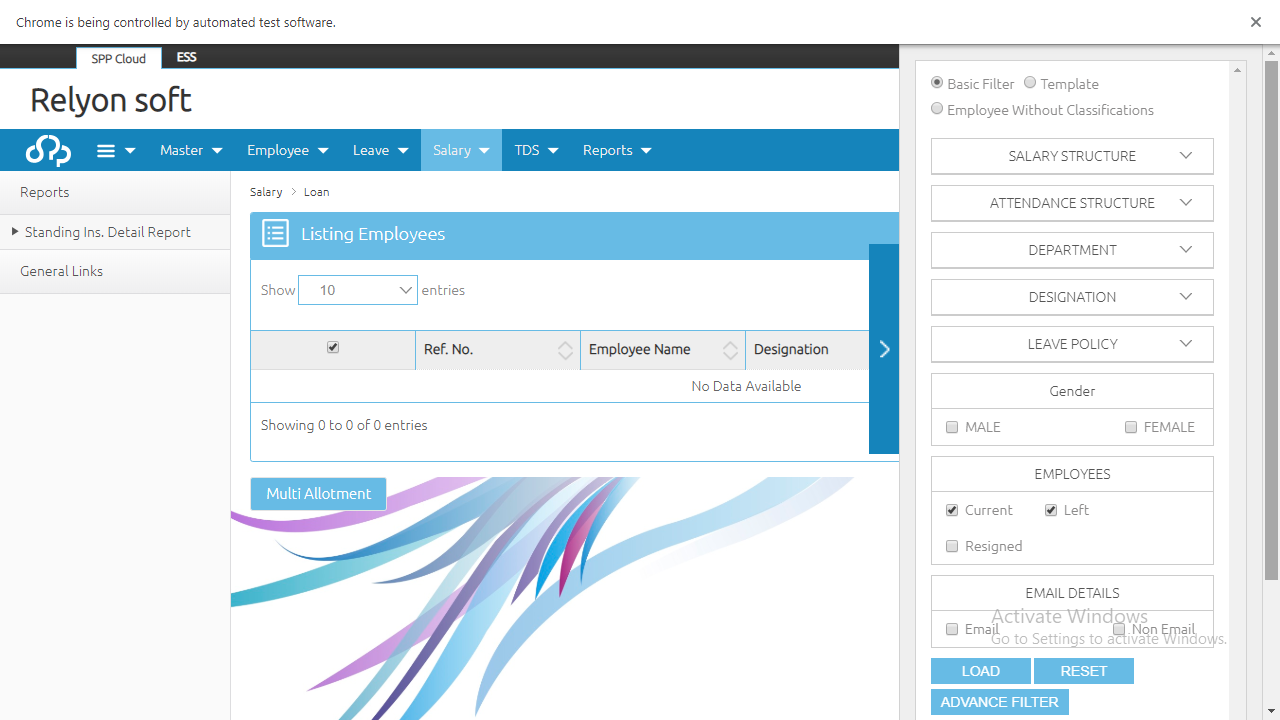 Chrome is being controlled by automated test software.
SPP Cloud ESS
Relyon soft
Master Employee Leave Salary TDS Reports
Reports
Standing Ins. Detail Report
General Links
Salary > Loan
Listing Employees
Show 10 entries
Ref. No. Employee Name Designation
No Data Available
Showing 0 to 0 of 0 entries
Multi Allotment
Basic Filter Template
Employee Without Classifications
SALARY STRUCTURE
ATTENDANCE STRUCTURE
DEPARTMENT
DESIGNATION
LEAVE POLICY
Gender
MALE FEMALE
EMPLOYEES
Current Left
Resigned
EMAIL DETAILS
Email Non Email
Activate Windows
Go to Settings to activate Windows.
LOAD RESET
ADVANCE FILTER